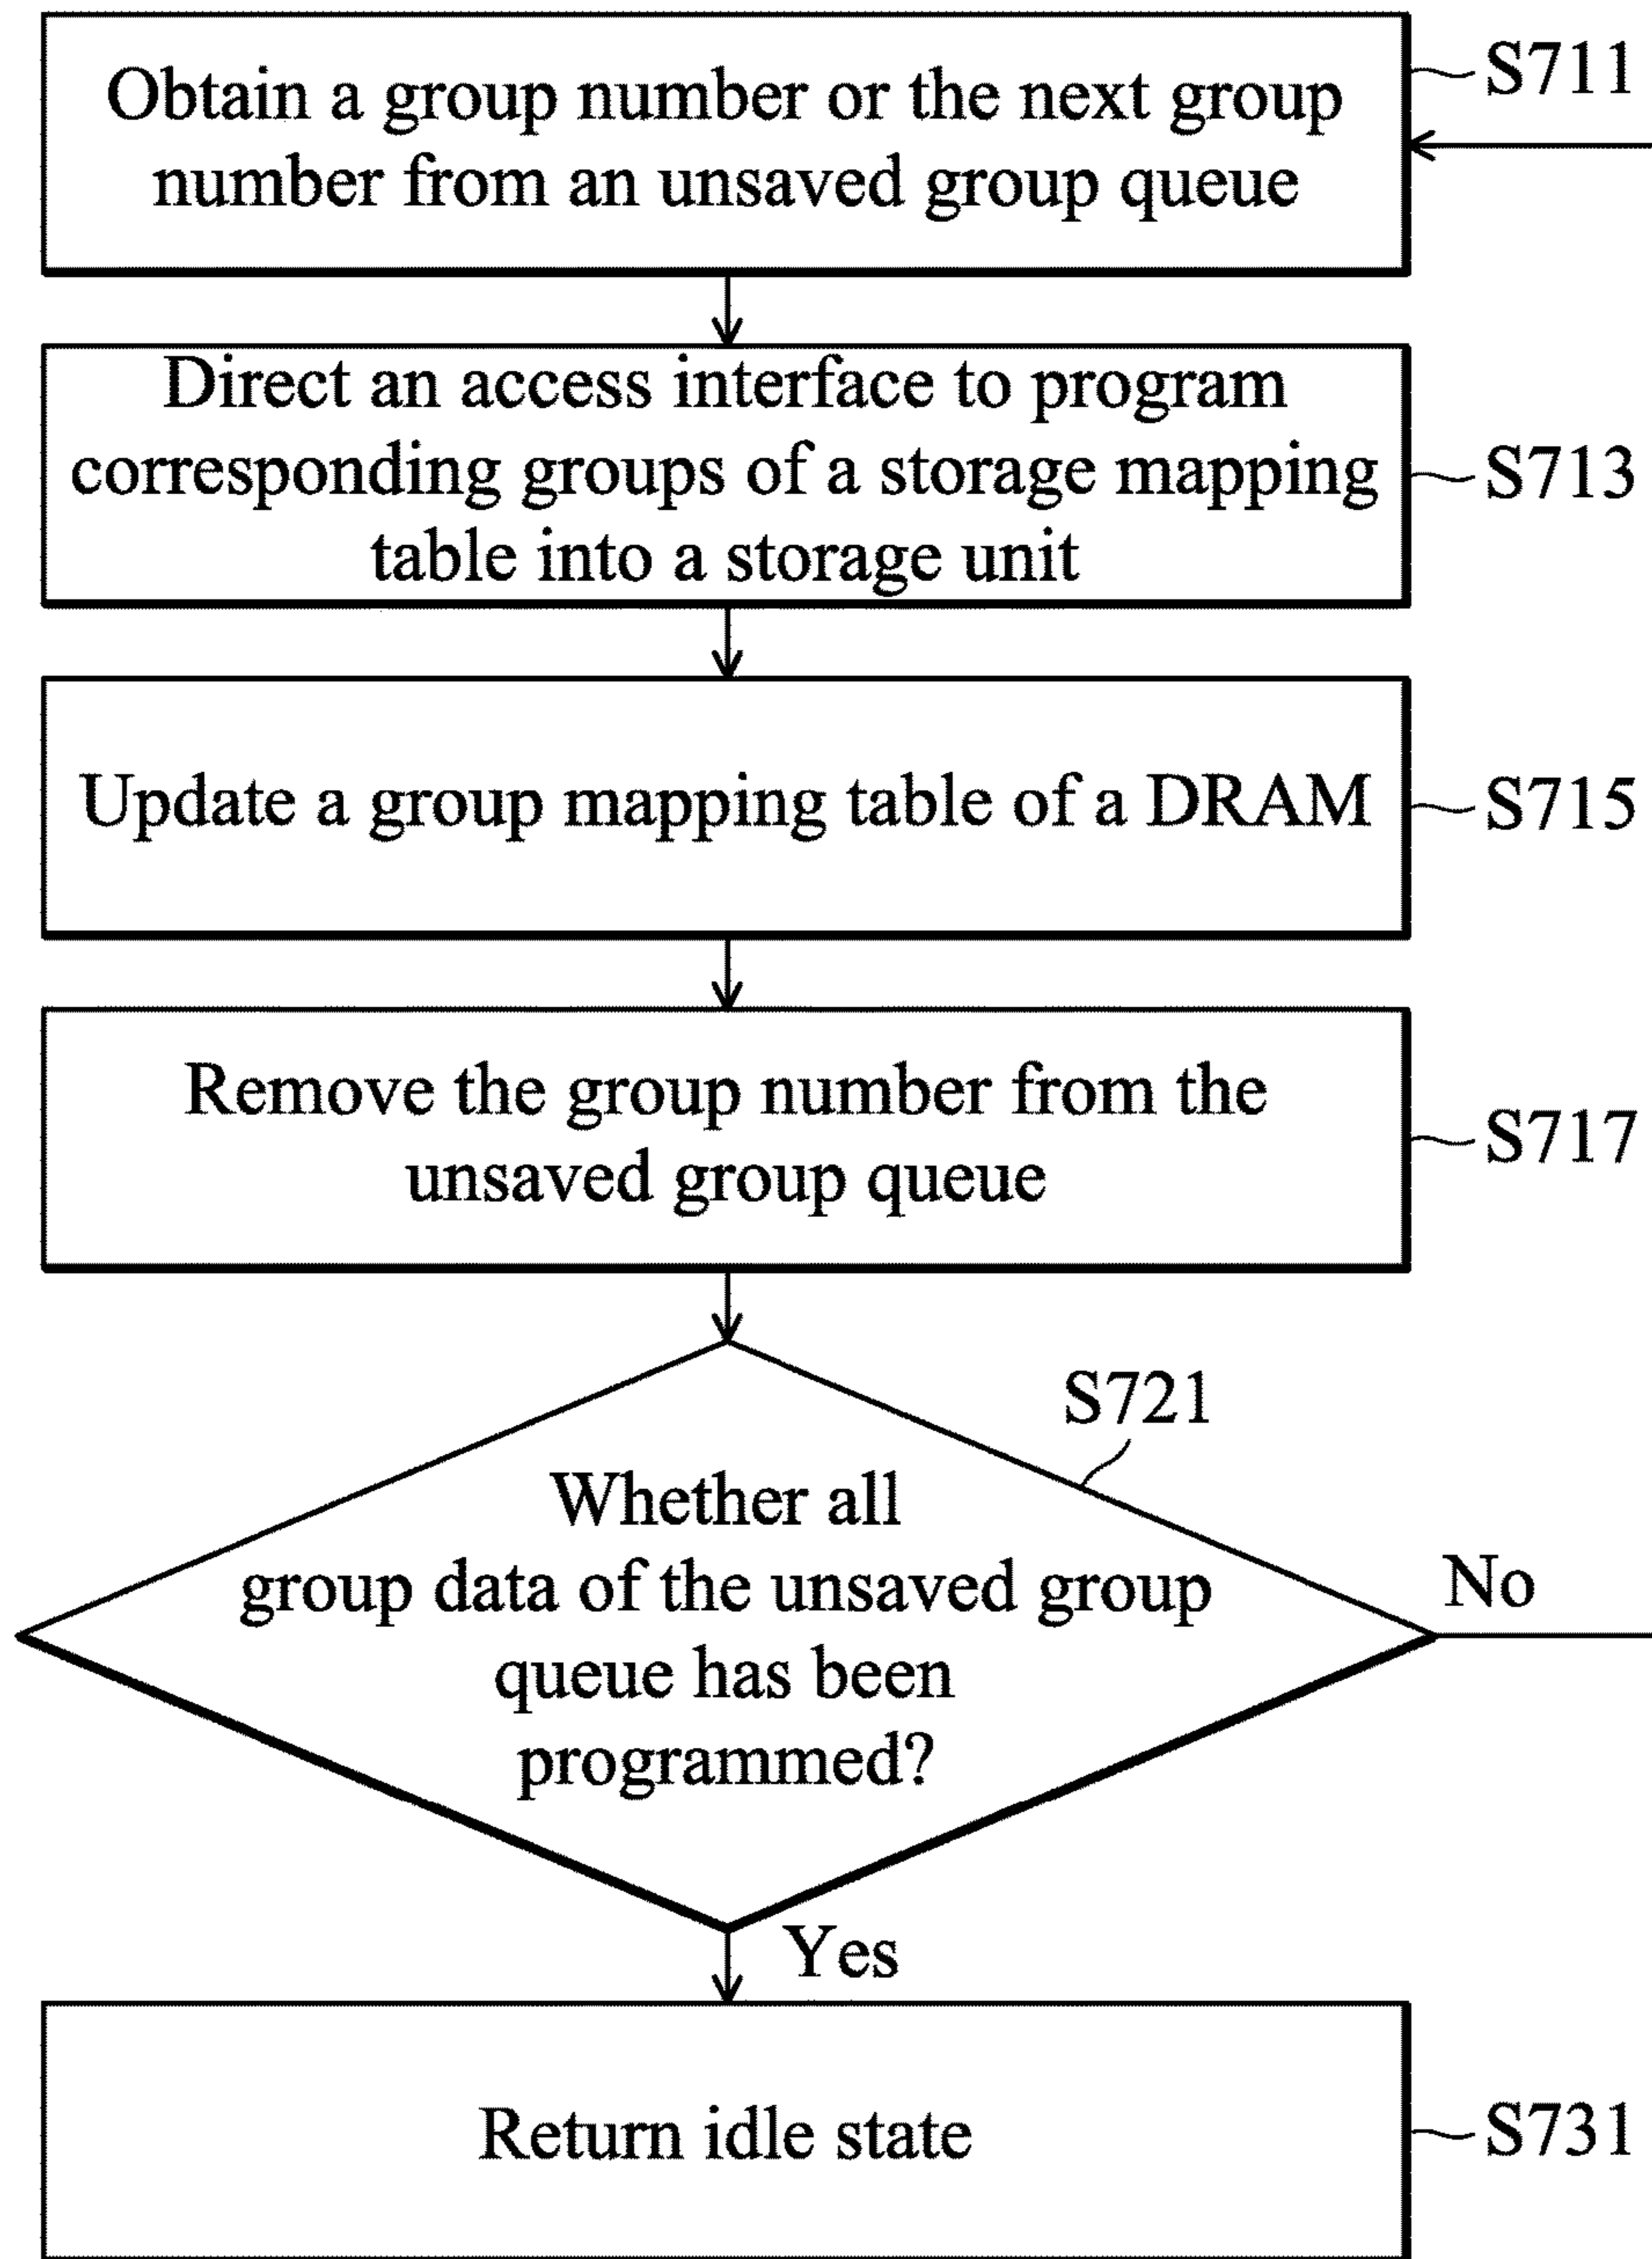 Obtain a group number or the next group
number from an unsaved group queue
S711
Direct an access interface to program
corresponding groups of a storage mapping
table into a storage unit
S713
Update a group mapping table of a DRAM
S715
Remove the group number from the
unsaved group queue
S717
S721
Whether all
group data of the unsaved group
queue has been
programmed?
No
Yes
Return idle state
S731